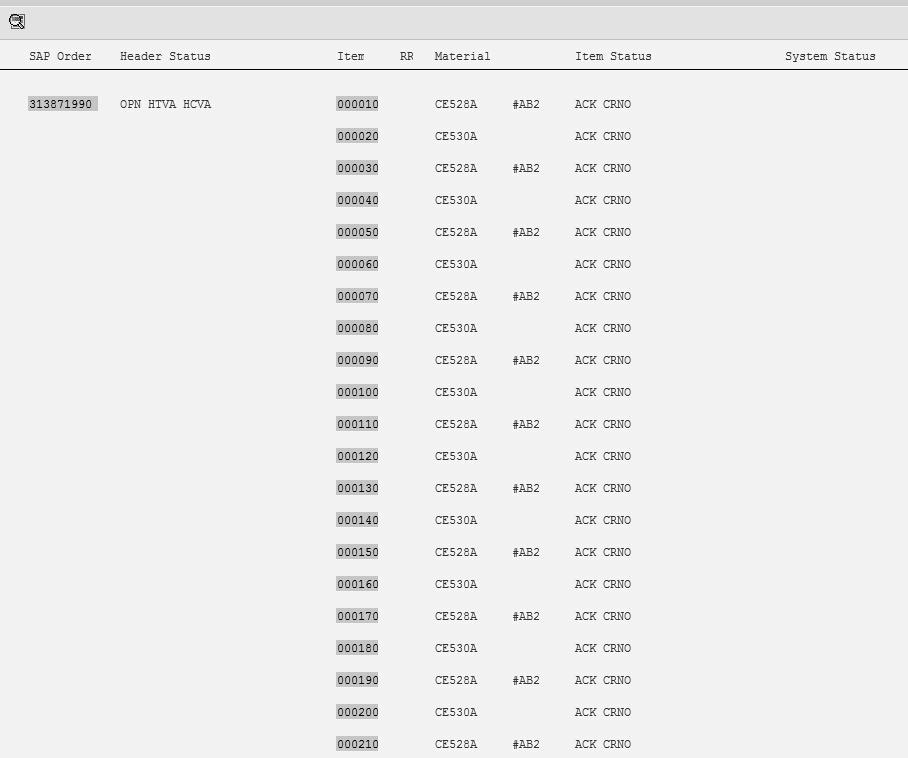 SAP Order Header Status Item RR Material Item Status System Status
313871990 OPN HTVA HCVA 000010 CE528A #AB2 ACK CRNO
000020 CE530A ACK CRNO
000030 CE528A #AB2 ACK CRNO
000040 CE530A ACK CRNO
000050 CE528A #AB2 ACK CRNO
000060 CE530A ACK CRNO
000070 CE528A #AB2 ACK CRNO
000080 CE530A ACK CRNO
000090 CE528A #AB2 ACK CRNO
000100 CE530A ACK CRNO
000110 CE528A #AB2 ACK CRNO
000120 CE530A ACK CRNO
000130 CE528A #AB2 ACK CRNO
000140 CE530A ACK CRNO
000150 CE528A #AB2 ACK CRNO
000160 CE530A ACK CRNO
000170 CE528A #AB2 ACK CRNO
000180 CE530A ACK CRNO
000190 CE528A #AB2 ACK CRNO
000200 CE530A ACK CRNO
000210 CE528A #AB2 ACK CRNO